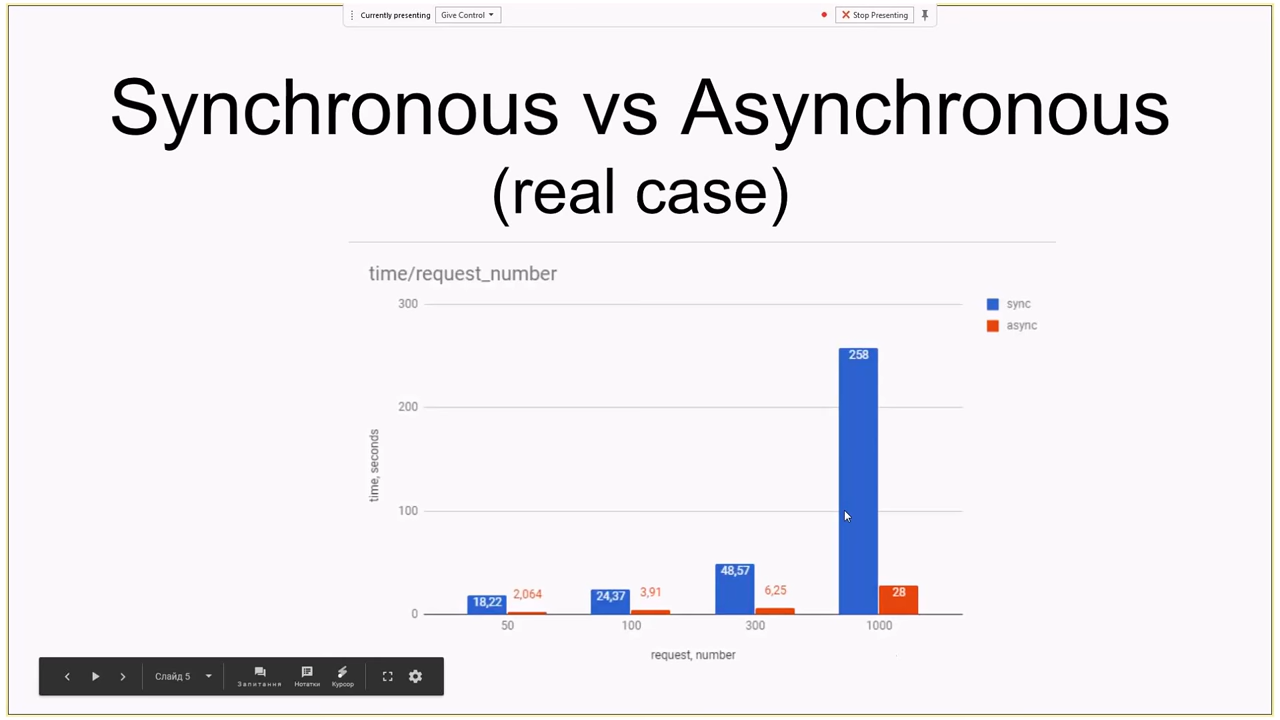 Currently presenting
Give Control
Stop Presenting
Synchronous vs Asynchronous
(real case)
time/request_number
sync
async
300
200
100
0
time, seconds
18,22
2,064
24,37
3,91
48,57
6,25
258
28
50
100
300
1000
request, number
Слайд 5
Запитання
Нотатки
Курсор